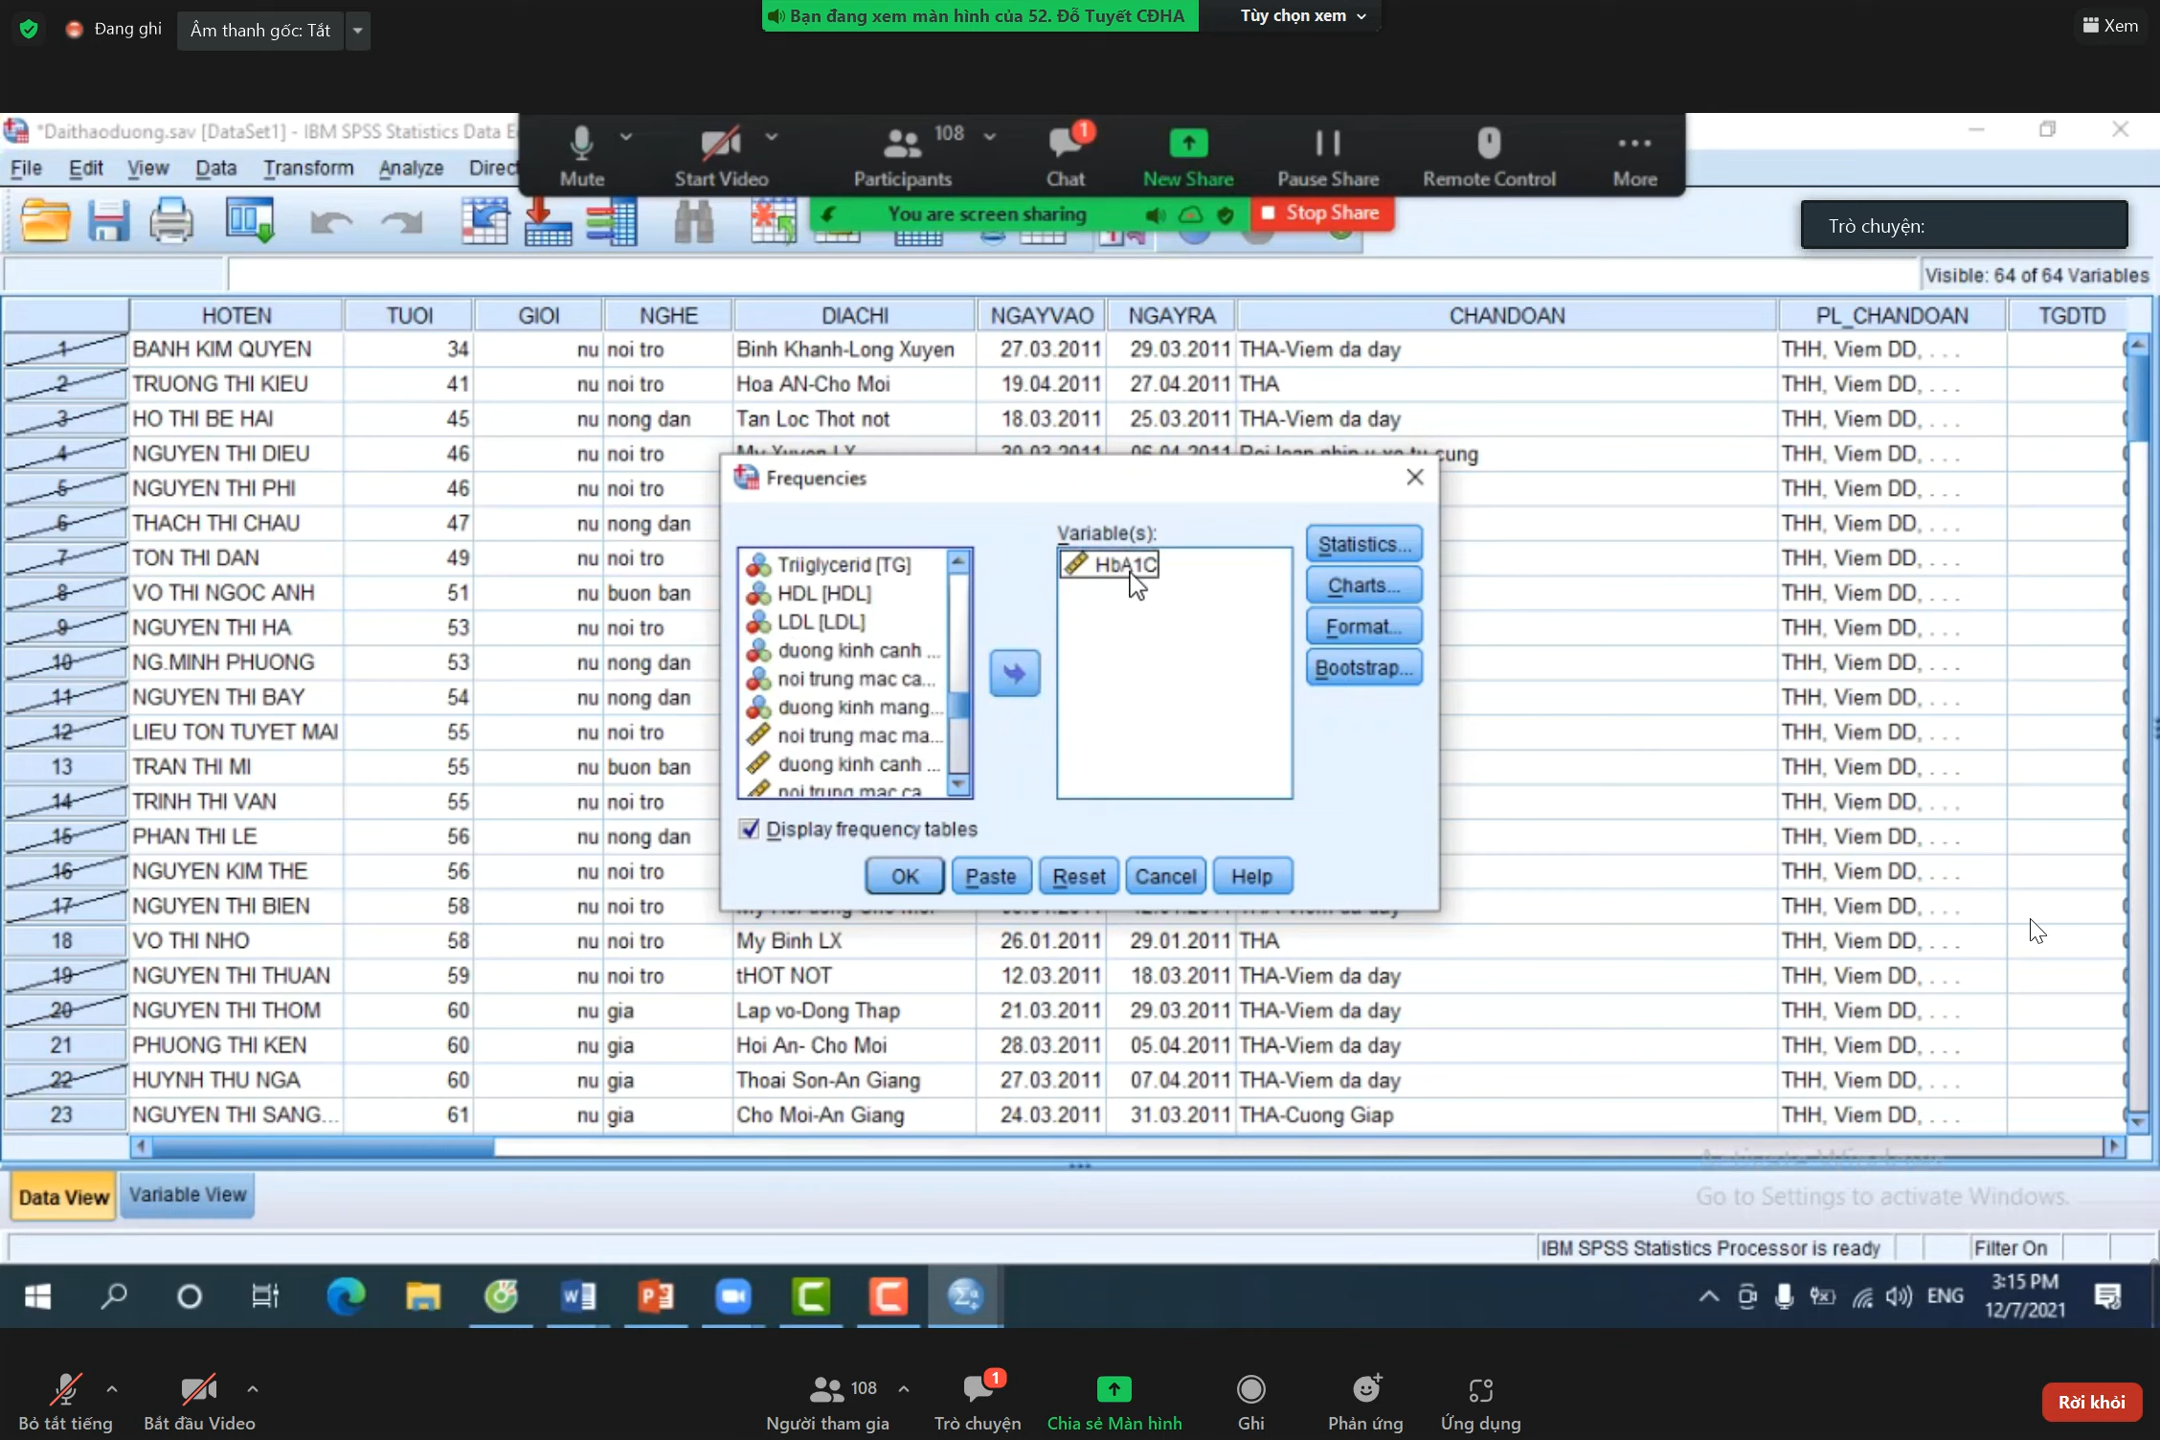 Đang ghi
Âm thanh gốc: Tắt
Bạn đang xem màn hình của 52. Đỗ Tuyết CĐHA
Tùy chọn xem
Xem
*Daithaoduong.sav [DataSet1] - IBM SPSS Statistics Data E
File Edit View Data Transform Analyze Direct
Mute
Start Video
108
Participants
1
Chat
New Share
Pause Share
Remote Control
More
You are screen sharing
Stop Share
Trò chuyện:
Visible: 64 of 64 Variables
HOTEN TUOI GIOI NGHE DIACHI NGAYVAO NGAYRA CHANDOAN PL_CHANDOAN TGDTD
1 BANH KIM QUYEN 34 nu noi tro Binh Khanh-Long Xuyen 27.03.2011 29.03.2011 THA-Viem da day THH, Viem DD, . . .
2 TRUONG THI KIEU 41 nu noi tro Hoa AN-Cho Moi 19.04.2011 27.04.2011 THA THH, Viem DD, . . .
3 HO THI BE HAI 45 nu nong dan Tan Loc Thot not 18.03.2011 25.03.2011 THA-Viem da day THH, Viem DD, . . .
4 NGUYEN THI DIEU 46 nu noi tro cung THH, Viem DD, . . .
5 NGUYEN THI PHI 46 nu noi tro THH, Viem DD, . . .
6 THACH THI CHAU 47 nu nong dan THH, Viem DD, . . .
7 TON THI DAN 49 nu noi tro THH, Viem DD, . . .
8 VO THI NGOC ANH 51 nu buon ban THH, Viem DD, . . .
9 NGUYEN THI HA 53 nu noi tro THH, Viem DD, . . .
10 NG.MINH PHUONG 53 nu nong dan THH, Viem DD, . . .
11 NGUYEN THI BAY 54 nu nong dan THH, Viem DD, . . .
12 LIEU TON TUYET MAI 55 nu noi tro THH, Viem DD, . . .
13 TRAN THI MI 55 nu buon ban THH, Viem DD, . . .
14 TRINH THI VAN 55 nu noi tro THH, Viem DD, . . .
15 PHAN THI LE 56 nu nong dan THH, Viem DD, . . .
16 NGUYEN KIM THE 56 nu noi tro THH, Viem DD, . . .
17 NGUYEN THI BIEN 58 nu noi tro THH, Viem DD, . . .
18 VO THI NHO 58 nu noi tro My Binh LX 26.01.2011 29.01.2011 THA THH, Viem DD, . . .
19 NGUYEN THI THUAN 59 nu noi tro tHOT NOT 12.03.2011 18.03.2011 THA-Viem da day THH, Viem DD, . . .
20 NGUYEN THI THOM 60 nu gia Lap vo-Dong Thap 21.03.2011 29.03.2011 THA-Viem da day THH, Viem DD, . . .
21 PHUONG THI KEN 60 nu gia Hoi An- Cho Moi 28.03.2011 05.04.2011 THA-Viem da day THH, Viem DD, . . .
22 HUYNH THU NGA 60 nu gia Thoai Son-An Giang 27.03.2011 07.04.2011 THA-Viem da day THH, Viem DD, . . .
23 NGUYEN THI SANG... 61 nu gia Cho Moi-An Giang 24.03.2011 31.03.2011 THA-Cuong Giap THH, Viem DD, . . .
Frequencies
Variable(s):
Triiglycerid [TG]
HDL [HDL]
LDL [LDL]
duong kinh canh ...
noi trung mac ca...
duong kinh mang...
noi trung mac ma...
duong kinh canh ...
noi trung mac ca
HbA1C
Statistics...
Charts...
Format...
Bootstrap...
Display frequency tables
OK Paste Reset Cancel Help
Data View Variable View
Go to Settings to activate Windows.
IBM SPSS Statistics Processor is ready
Filter On
ENG
3:15 PM
12/7/2021
Bỏ tắt tiếng
Bắt đầu Video
108
Người tham gia
1
Trò chuyện
Chia sẻ Màn hình
Ghi
Phản ứng
Ứng dụng
Rời khỏi